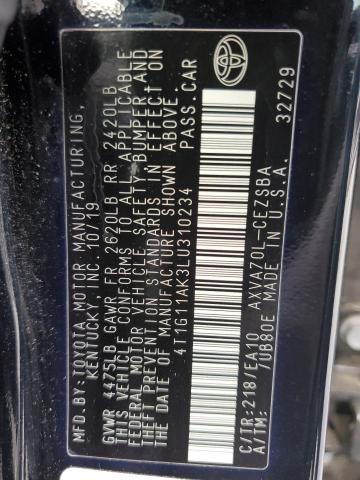 MFD. BY: TOYOTA MOTOR MANUFACTURING,
KENTUCKY, INC. 10/19
GVWR 4475LB GAWR FR 2620LB RR 2420LB
THIS VEHICLE CONFORMS TO ALL APPLICABLE
FEDERAL MOTOR VEHICLE SAFETY, BUMPER AND
THEFT PREVENTION STANDARDS IN EFFECT ON
THE DATE OF MANUFACTURE SHOWN ABOVE.
4T1G11AK3LU310234 PASS.CAR
C/TR:218/EA10 AXVA70L-CEZSBA
A/TM: /UB80E MADE IN U.S.A.
32729